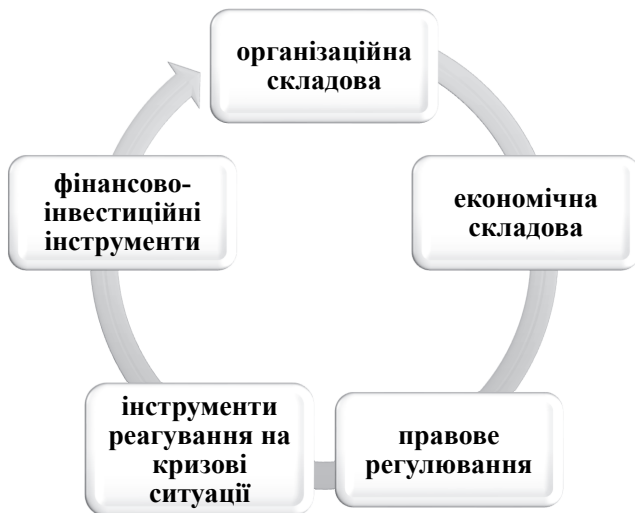 організаційна
складова
економічна
складова
правове
регулювання
інструменти
реагування на
кризові
ситуації
фінансово-
інвестиційні
інструменти